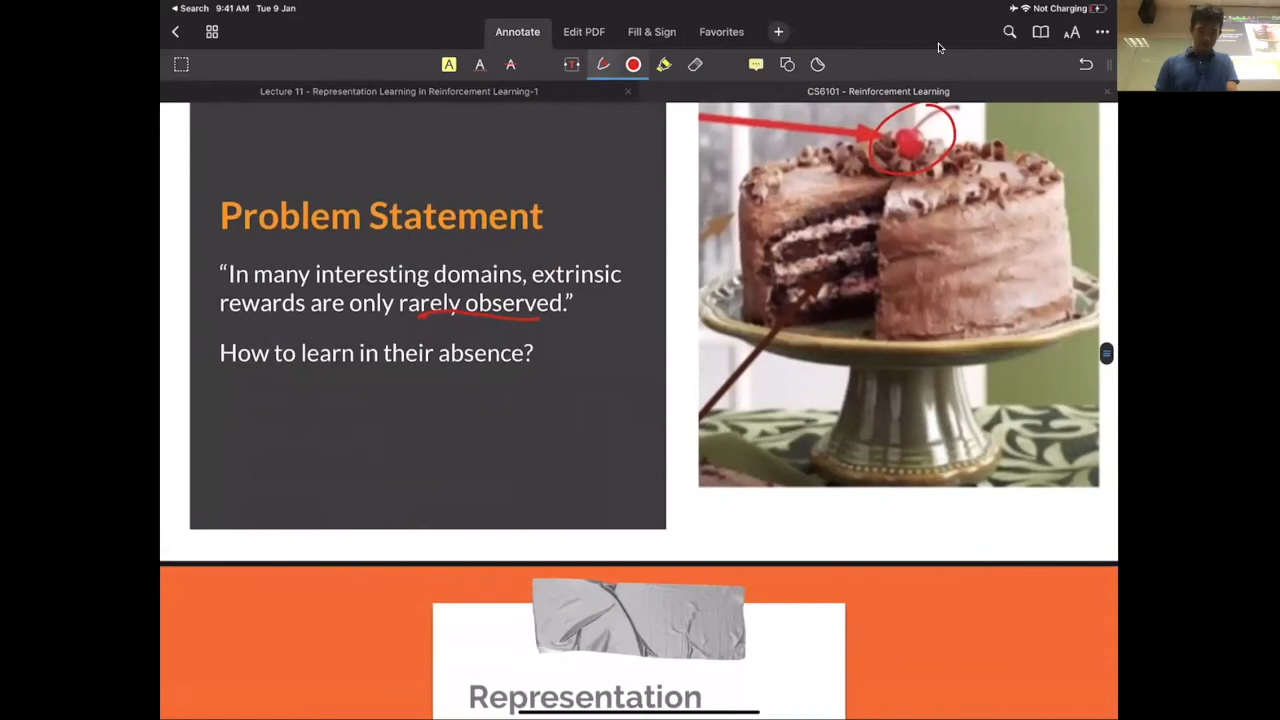 Search 9:41 AM Tue 9 Jan Not Charging
Annotate Edit PDF Fill & Sign Favorites
Lecture 11 - Representation Learning in Reinforcement Learning-1
CS6101 - Reinforcement Learning
Problem Statement
“In many interesting domains, extrinsic
rewards are only rarely observed.”
How to learn in their absence?
Representation